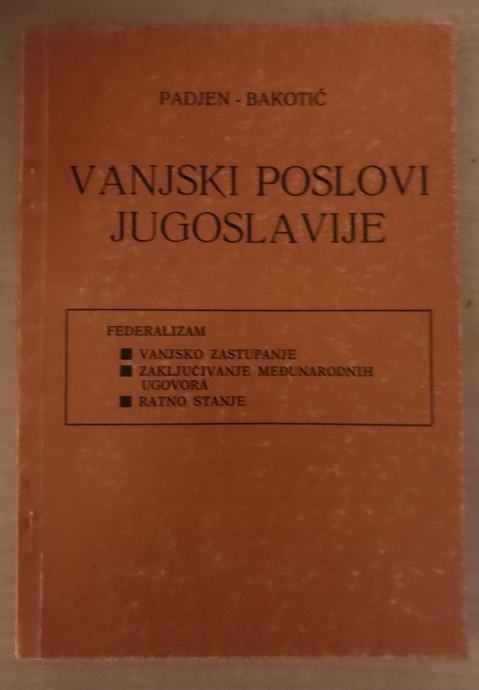 PADJEN - BAKOTIĆ
VANJSKI POSLOVI
JUGOSLAVIJE
FEDERALIZAM
■ VANJSKO ZASTUPANJE
■ ZAKLJUČIVANJE MEĐUNARODNIH
UGOVORA
■ RATNO STANJE